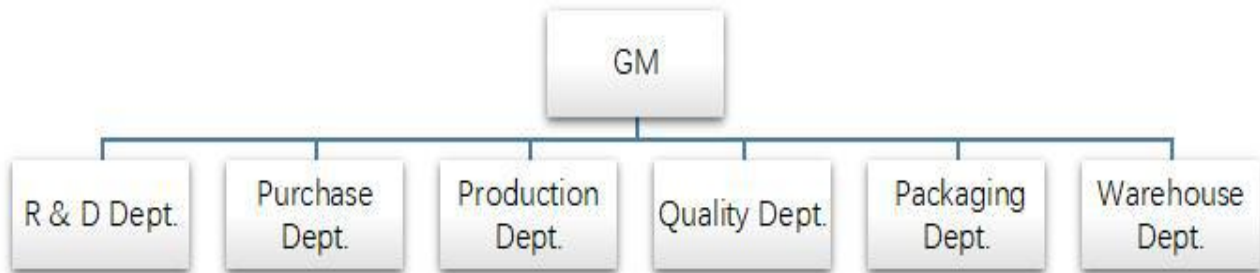 GM
R & D Dept.
Purchase
Dept.
Production
Dept.
Quality Dept.
Packaging
Dept.
Warehouse
Dept.